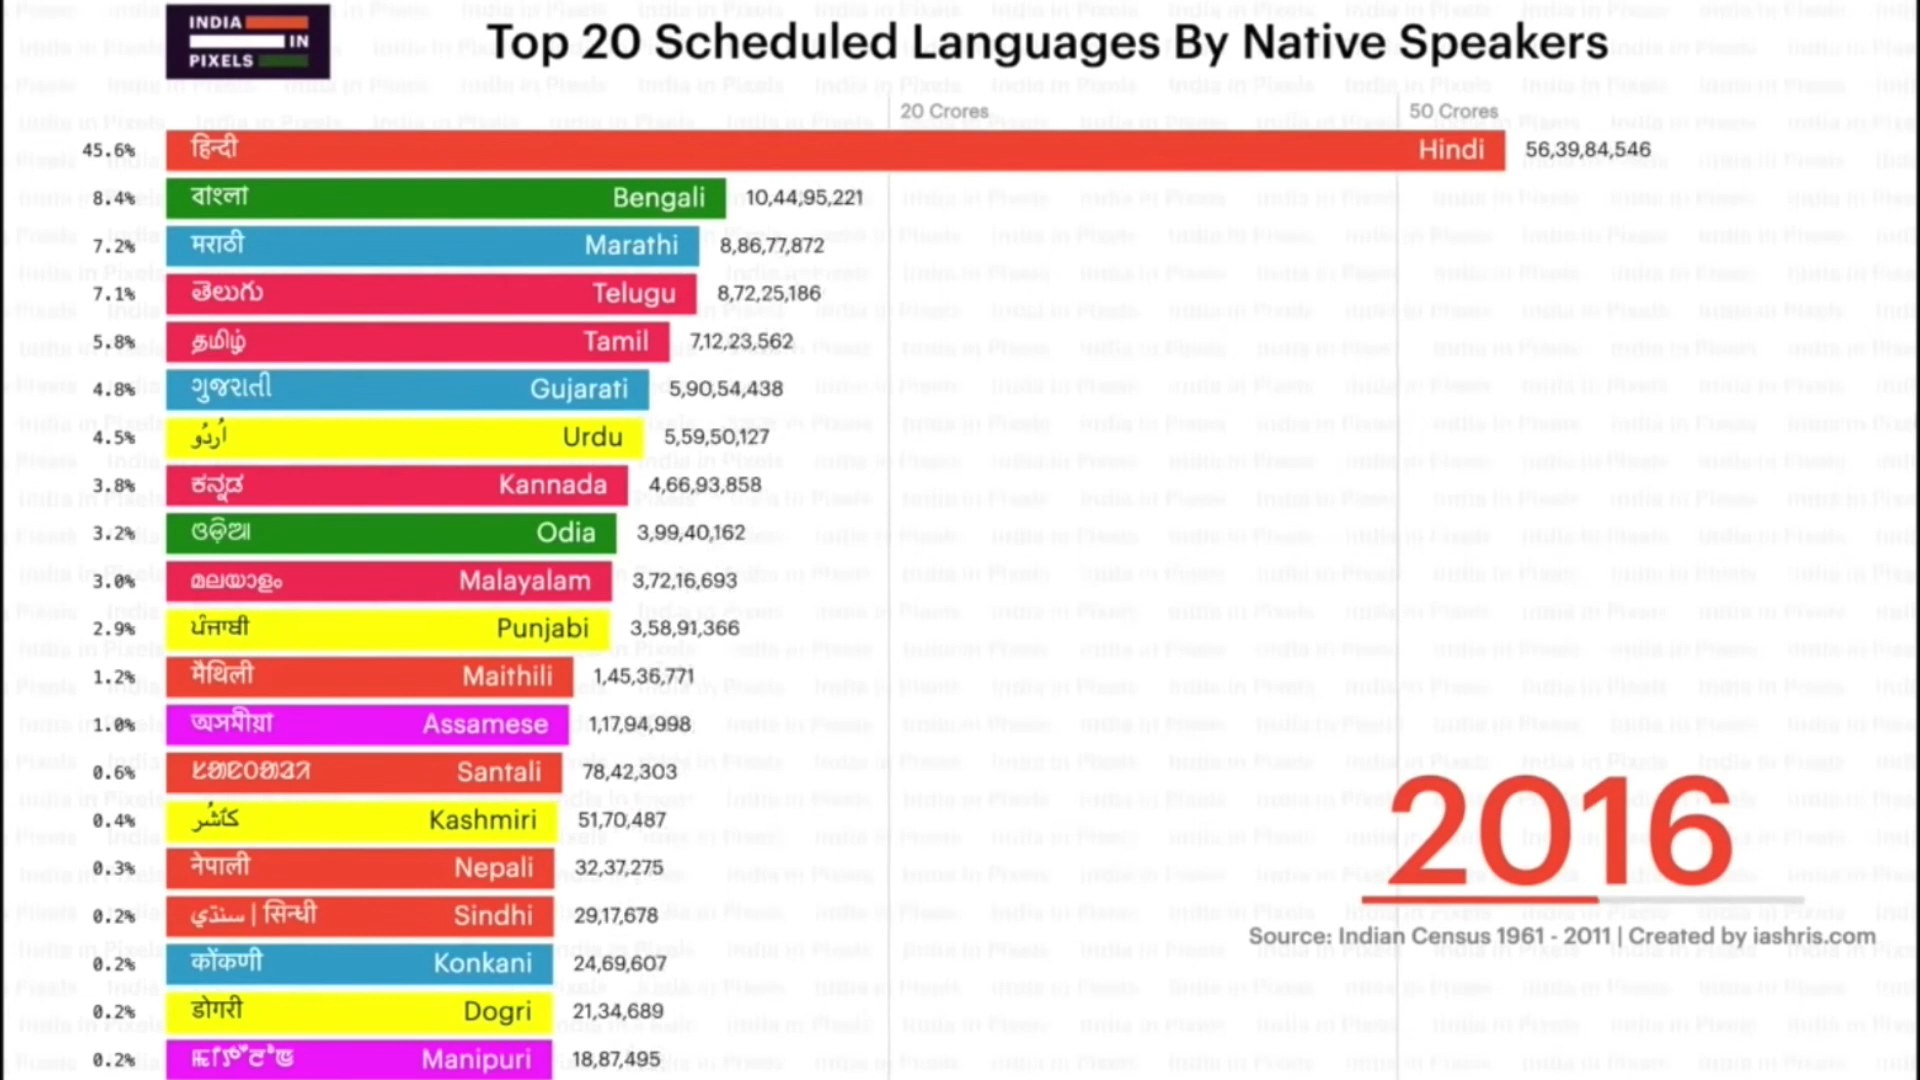 INDIA
IN
PIXELS
Top 20 Scheduled Languages By Native Speakers
20 Crores
50 Crores
45.6% हिन्दी Hindi 56,39,84,546
8.4% বাংলা Bengali 10,44,95,221
7.2% मराठी Marathi 8,86,77,872
7.1% తెలుగు Telugu 8,72,25,186
5.8% தமிழ் Tamil 7,12,23,562
4.8% ગુજરાતી Gujarati 5,90,54,438
4.5% اُردُو Urdu 5,59,50,127
3.8% ಕನ್ನಡ Kannada 4,66,93,858
3.2% ଓଡ଼ିଆ Odia 3,99,40,162
3.0% മലയാളം Malayalam 3,72,16,693
2.9% ਪੰਜਾਬੀ Punjabi 3,58,91,366
1.2% मैथिली Maithili 1,45,36,771
1.0% অসমীয়া Assamese 1,17,94,998
0.6% ᱥᱟᱱᱛᱟᱲᱤ Santali 78,42,303
0.4% كٲشُر Kashmiri 51,70,487
0.3% नेपाली Nepali 32,37,275
0.2% سنڌي | सिन्धी Sindhi 29,17,678
0.2% कोंकणी Konkani 24,69,607
0.2% डोगरी Dogri 21,34,689
0.2% Manipuri 18,87,495
2016
Source: Indian Census 1961 - 2011 | Created by iashris.com